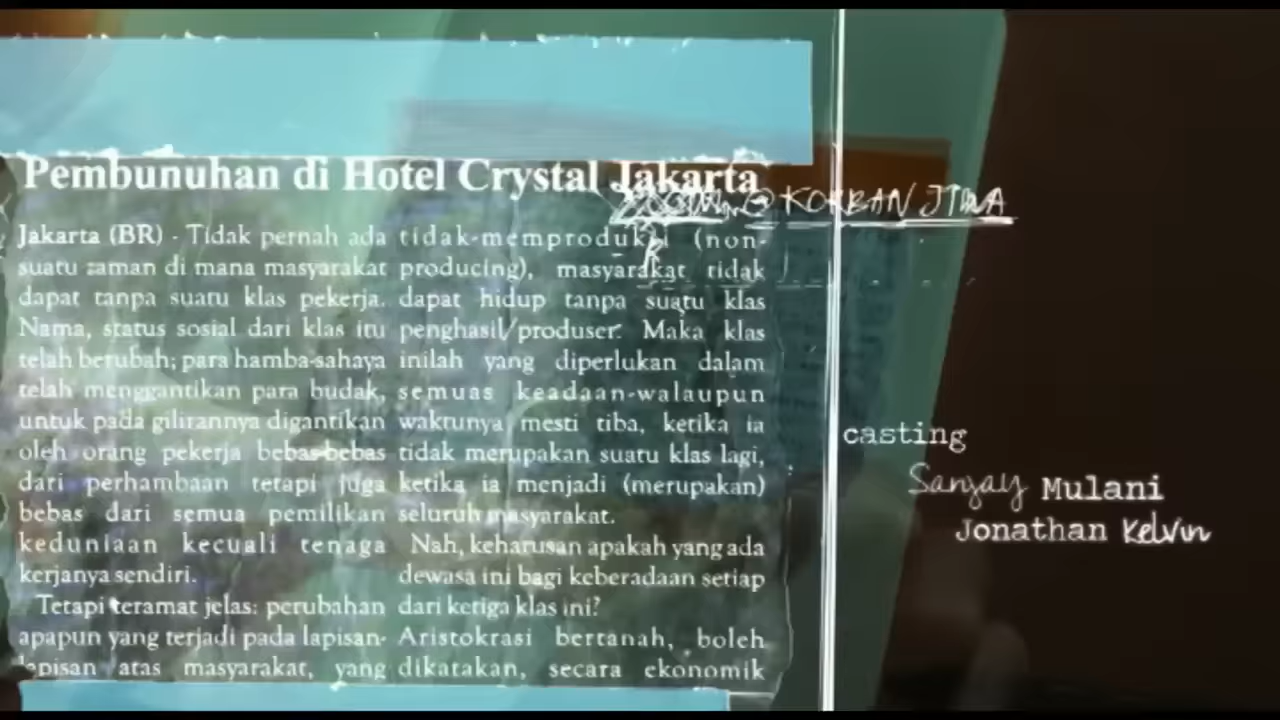 Pembunuhan di Hotel Crystal Jakarta
KORBAN JIWA
Jakarta (BR) - Tidak pernah ada
suatu zaman di mana masyarakat
dapat tanpa suatu klas pekerja.
Nama, status sosial dari klas itu
telah berubah; para hamba-sahaya
telah menggantikan para budak,
untuk pada gilirannya digantikan
oleh orang pekerja bebas-bebas
dari perhambaan tetapi juga
bebas dari semua pemilikan
keduniaan kecuali tenaga
kerjanya sendiri.
Tetapi teramat jelas: perubahan
apapun yang terjadi pada lapisan-
lapisan atas masyarakat, yang
tidak-memproduksi (non-
producing), masyarakat tidak
dapat hidup tanpa suatu klas
penghasil/produser. Maka klas
inilah yang diperlukan dalam
semuas keadaan-walaupun
waktunya mesti tiba, ketika ia
tidak merupakan suatu klas lagi,
ketika ia menjadi (merupakan)
seluruh masyarakat.
Nah, keharusan apakah yang ada
dewasa ini bagi keberadaan setiap
dari ketiga klas ini?
Aristokrasi bertanah, boleh
dikatakan, secara ekonomik
casting
Sanjay Mulani
Jonathan Kelvin